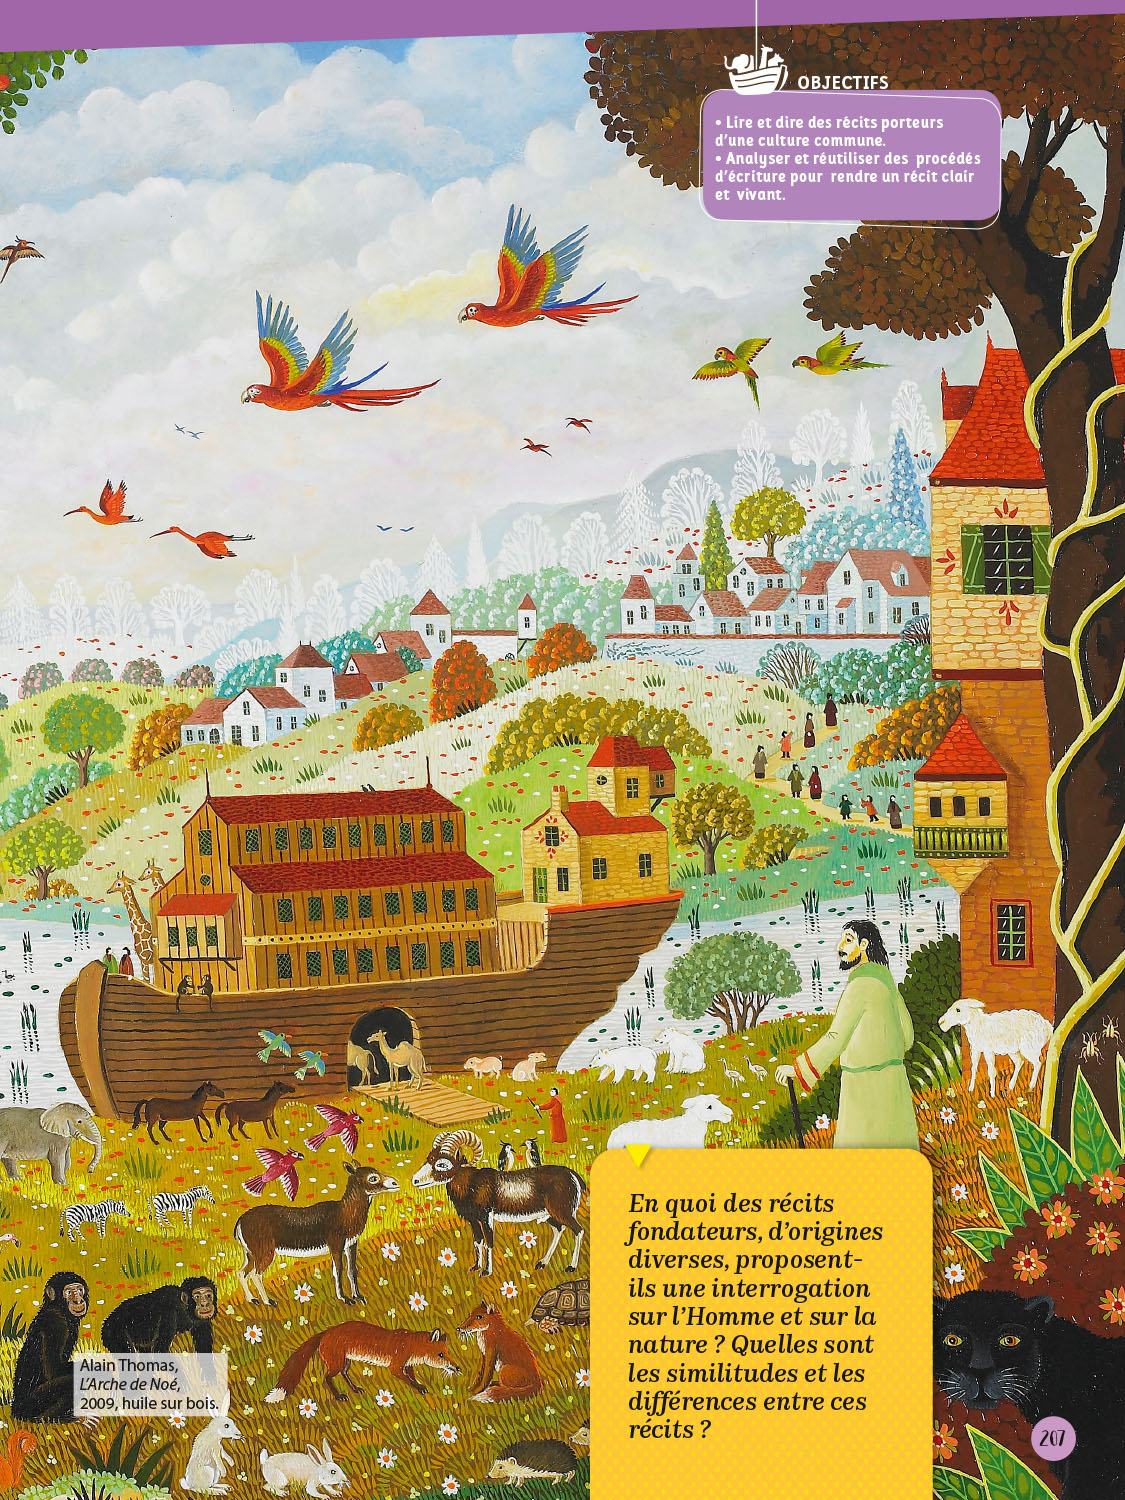 OBJECTIFS
• Lire et dire des récits porteurs
d'une culture commune.
• Analyser et réutiliser des procédés
d'écriture pour rendre un récit clair
et vivant.
En quoi des récits
fondateurs, d'origines
diverses, proposent-
ils une interrogation
sur l'Homme et sur la
nature ? Quelles sont
les similitudes et les
différences entre ces
récits ?
Alain Thomas,
L'Arche de Noé,
2009, huile sur bois.
207